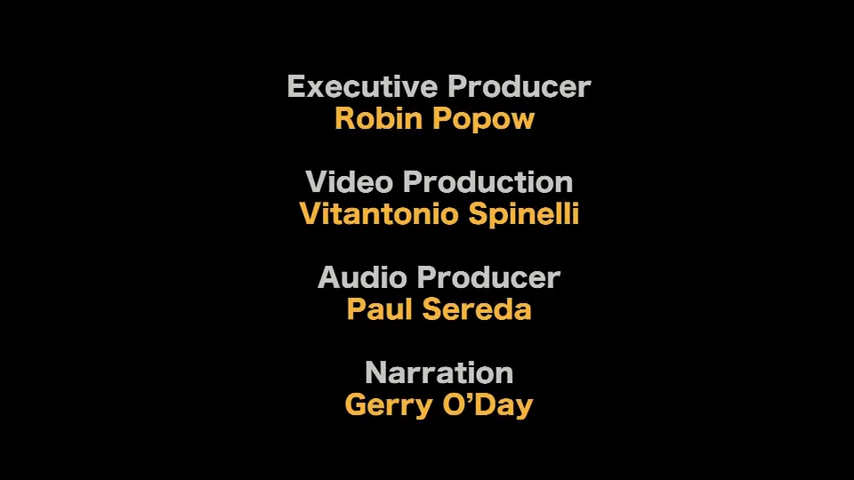 Executive Producer
Robin Popow
Video Production
Vitantonio Spinelli
Audio Producer
Paul Sereda
Narration
Gerry O’Day